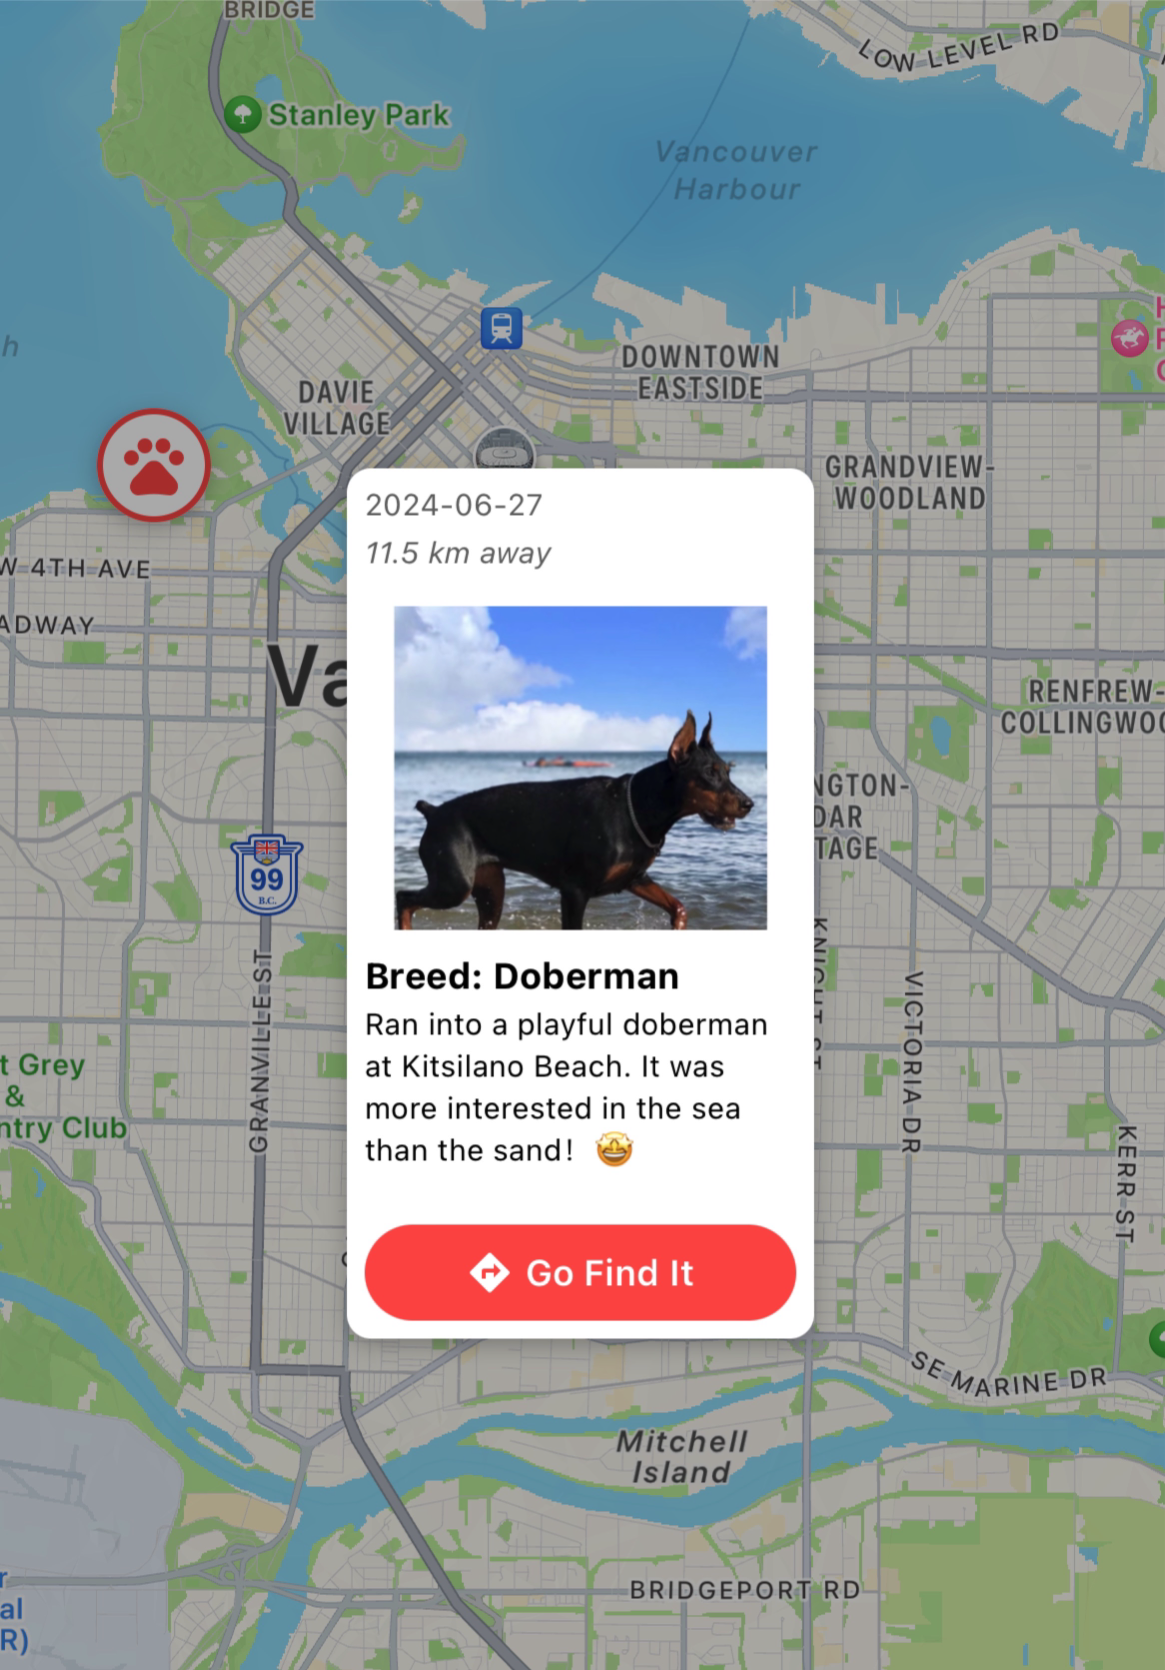 BRIDGE
LOW LEVEL RD
Stanley Park
Vancouver
Harbour
h
DOWNTOWN
EASTSIDE
DAVIE
VILLAGE
GRANDVIEW-
WOODLAND
2024-06-27
11.5 km away
W 4TH AVE
ADWAY
Va
RENFREW-
COLLINGWOO
NGTON-
DAR
TAGE
99
B.C.
KNIGHT ST
VICTORIA DR
GRANVILLE ST
Breed: Doberman
Ran into a playful doberman
at Kitsilano Beach. It was
more interested in the sea
than the sand! 🤩
t Grey
&
ntry Club
KERR ST
Go Find It
SE MARINE DR
Mitchell
Island
BRIDGEPORT RD
r
al
R)